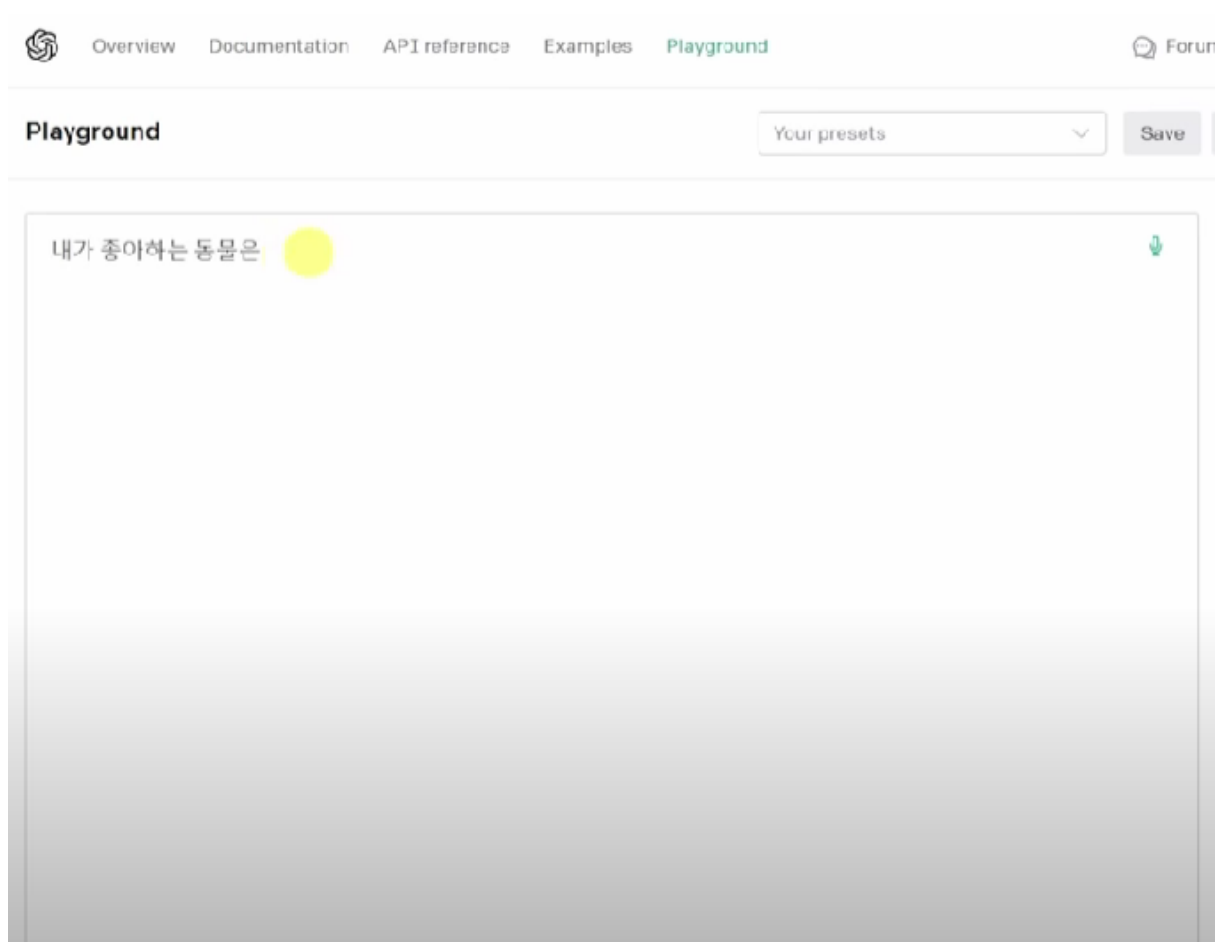 Overview Documentation API reference Examples Playground Forum
Playground Your presets Save
내가 좋아하는 동물은